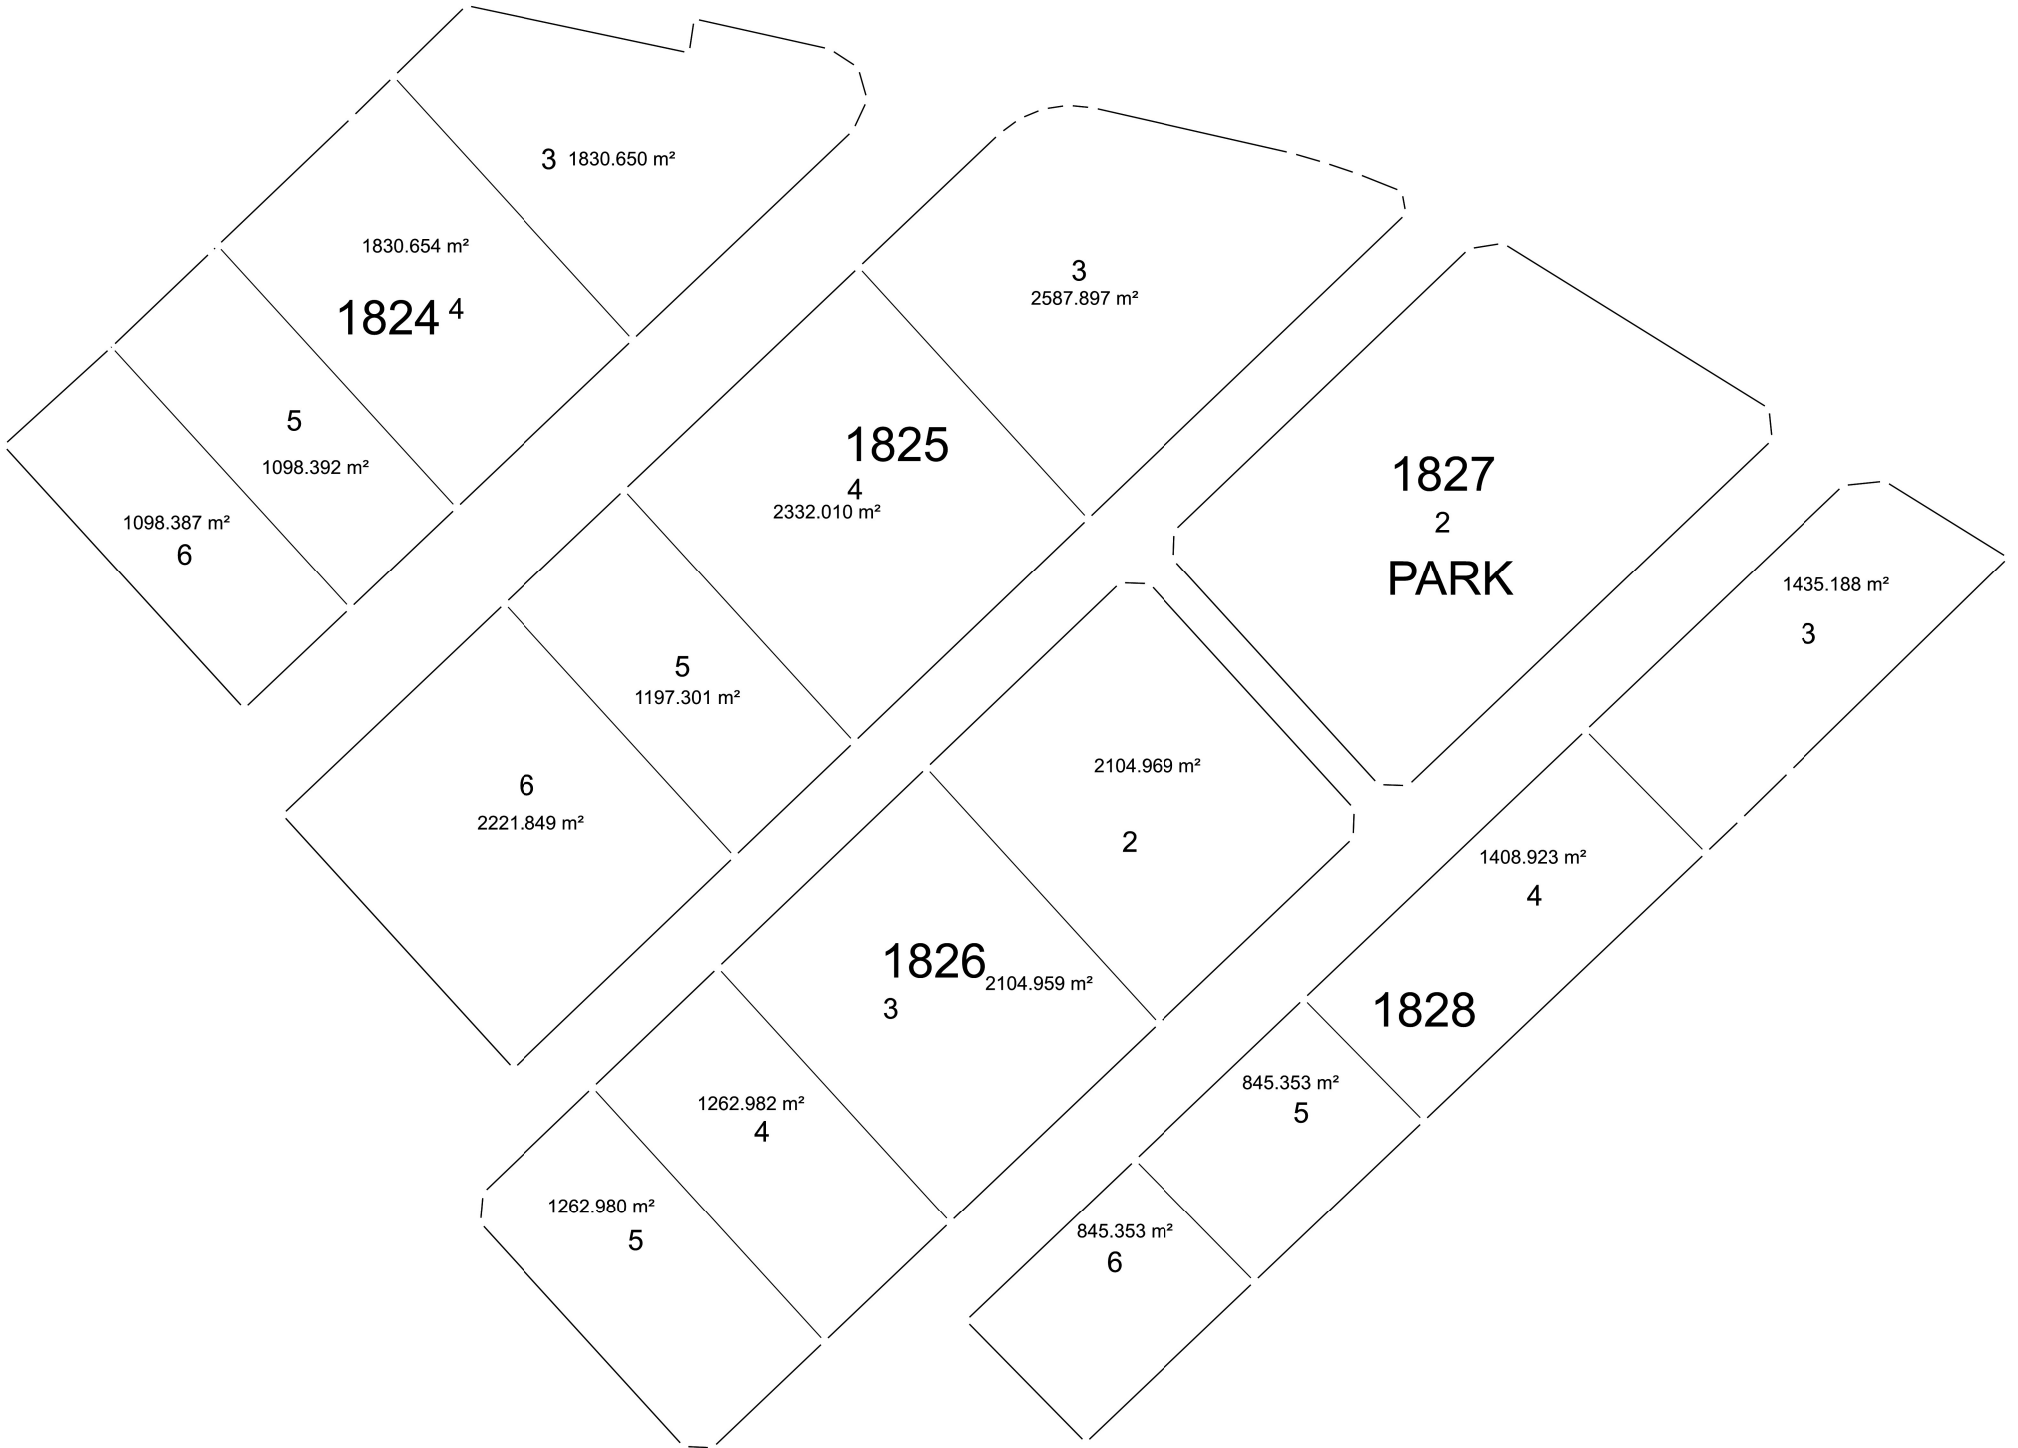 3 1830.650 m²
1830.654 m²
1824 4
5
1098.392 m²
1098.387 m²
6
3
2587.897 m²
1825
4
2332.010 m²
5
1197.301 m²
6
2221.849 m²
1827
2
PARK
2104.969 m²
2
1826
2104.959 m²
3
1262.982 m²
4
1262.980 m²
5
1435.188 m²
3
1408.923 m²
4
1828
845.353 m²
5
845.353 m²
6